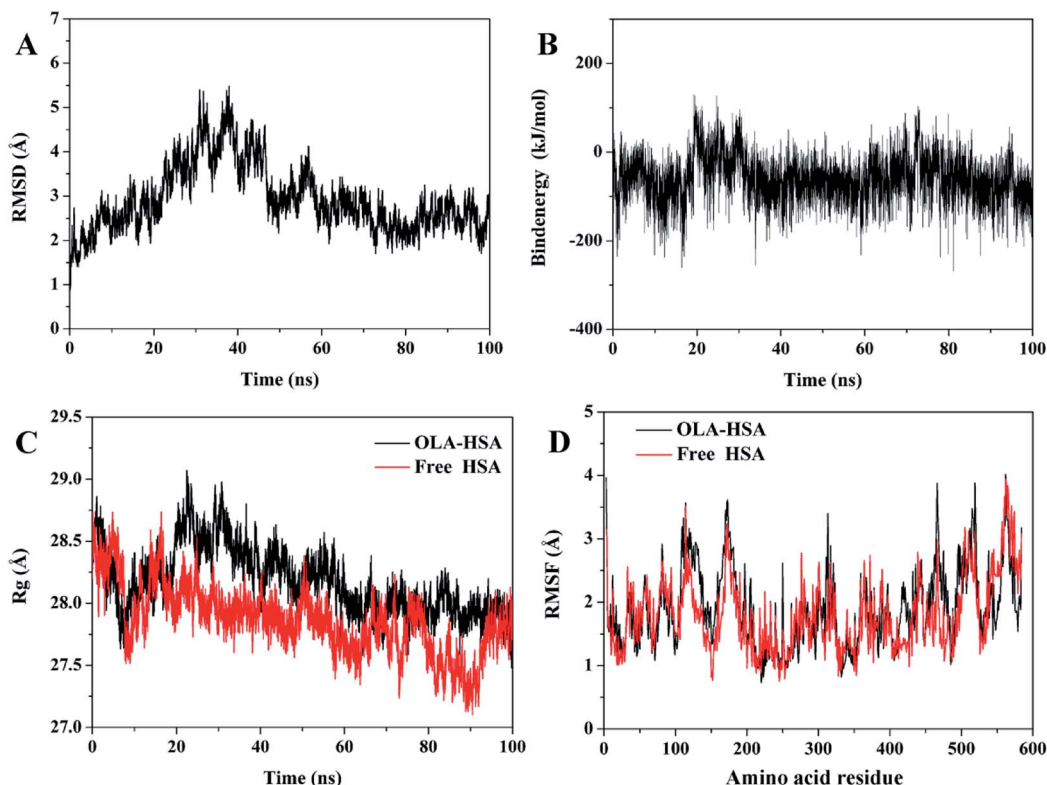 A
7
6
5
4
3
2
1
0
RMSD (Å)
0 20 40 60 80 100
Time (ns)
B
200
0
-200
-400
Bindenergy (kJ/mol)
0 20 40 60 80 100
Time (ns)
C
OLA-HSA
Free HSA
29.5
29.0
28.5
28.0
27.5
27.0
Rg (Å)
0 20 40 60 80 100
Time (ns)
D
OLA-HSA
Free HSA
5
4
3
2
1
0
RMSF (Å)
0 100 200 300 400 500 600
Amino acid residue